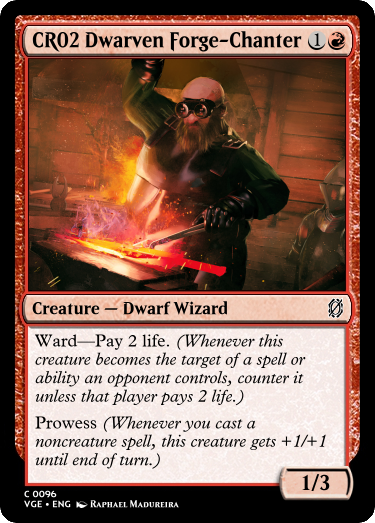 CR02 Dwarven Forge-Chanter 1
Creature — Dwarf Wizard
Ward—Pay 2 life. (Whenever this
creature becomes the target of a spell or
ability an opponent controls, counter it
unless that player pays 2 life.)
Prowess (Whenever you cast a
noncreature spell, this creature gets +1/+1
until end of turn.)
1/3
C 0096
VGE • ENG Raphael Madureira